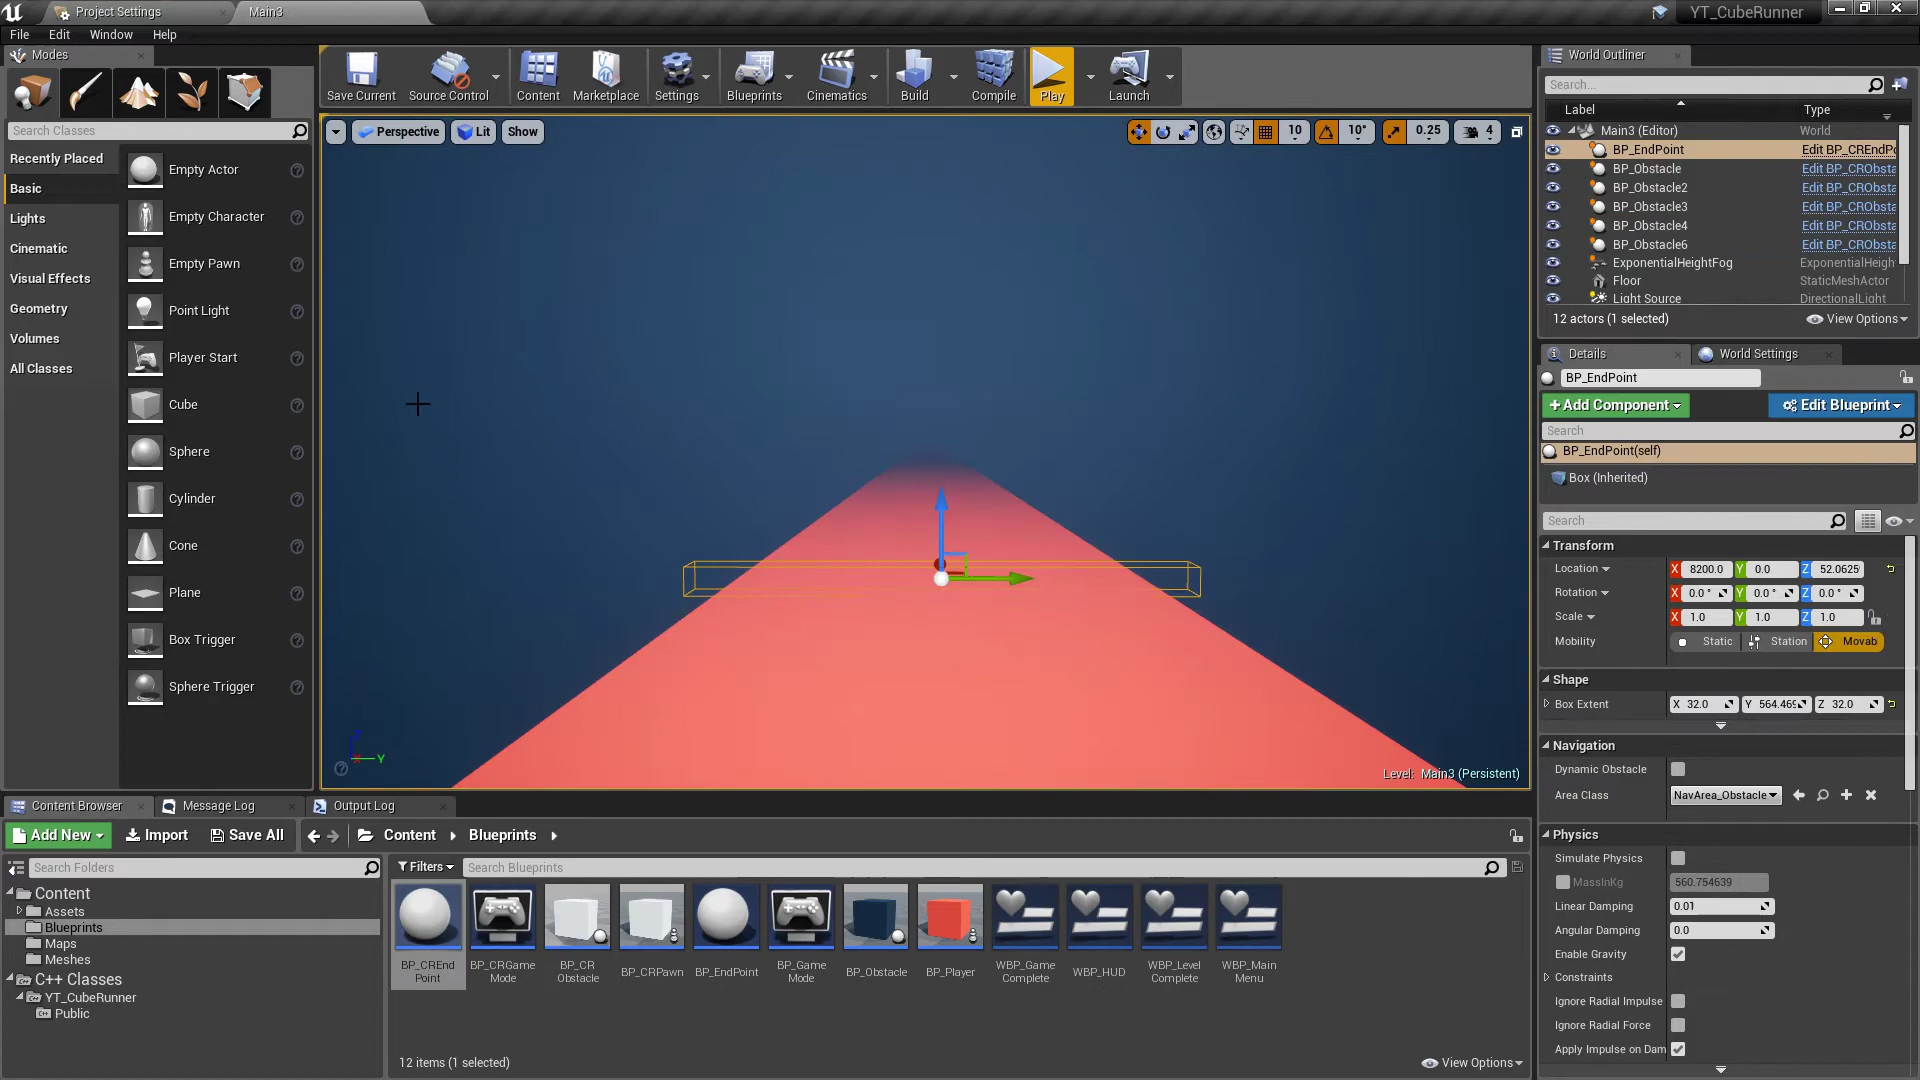 Project Settings
Main3
YT_CubeRunner
File Edit Window Help
Modes
Save Current
Source Control
Content
Marketplace
Settings
Blueprints
Cinematics
Build
Compile
Play
Launch
Search Classes
Recently Placed
Basic
Lights
Cinematic
Visual Effects
Geometry
Volumes
All Classes
Empty Actor
Empty Character
Empty Pawn
Point Light
Player Start
Cube
Sphere
Cylinder
Cone
Plane
Box Trigger
Sphere Trigger
Perspective
Lit
Show
10
10°
0.25
4
Y
Level: Main3 (Persistent)
World Outliner
Search...
Label Type
Main3 (Editor) World
BP_EndPoint Edit BP_CREndPo
BP_Obstacle Edit BP_CRObsta
BP_Obstacle2 Edit BP_CRObsta
BP_Obstacle3 Edit BP_CRObsta
BP_Obstacle4 Edit BP_CRObsta
BP_Obstacle6 Edit BP_CRObsta
ExponentialHeightFog ExponentialHeigh
Floor StaticMeshActor
Light Source DirectionalLight
12 actors (1 selected)
View Options
Details
World Settings
BP_EndPoint
+Add Component
Edit Blueprint
Search
BP_EndPoint(self)
Box (Inherited)
Search
Transform
Location X 8200.0 Y 0.0 Z 52.0625
Rotation X 0.0 ° Y 0.0 ° Z 0.0 °
Scale X 1.0 Y 1.0 Z 1.0
Mobility Static Station Movab
Shape
Box Extent X 32.0 Y 564.469 Z 32.0
Navigation
Dynamic Obstacle
Area Class NavArea_Obstacle
Physics
Simulate Physics
MassInKg 560.754639
Linear Damping 0.01
Angular Damping 0.0
Enable Gravity
Constraints
Ignore Radial Impulse
Ignore Radial Force
Apply Impulse on Dam
Content Browser
Message Log
Output Log
Add New
Import
Save All
Content
Blueprints
Search Folders
Filters
Search Blueprints
Content
Assets
Blueprints
Maps
Meshes
C++ Classes
YT_CubeRunner
Public
BP_CREnd
Point
BP_CRGame
Mode
BP_CR
Obstacle
BP_CRPawn
BP_EndPoint
BP_Game
Mode
BP_Obstacle
BP_Player
WBP_Game
Complete
WBP_HUD
WBP_Level
Complete
WBP_Main
Menu
12 items (1 selected)
View Options